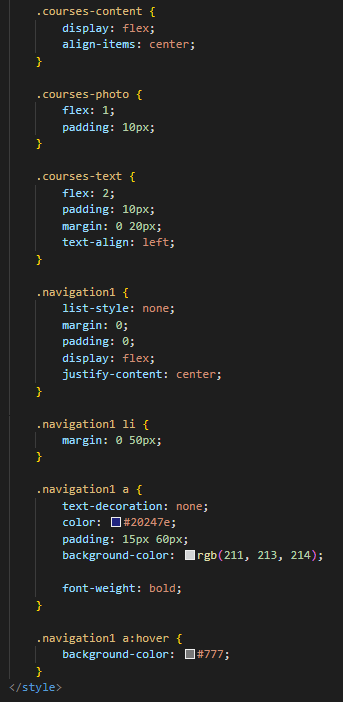 .courses-content {
display: flex;
align-items: center;
}
.courses-photo {
flex: 1;
padding: 10px;
}
.courses-text {
flex: 2;
padding: 10px;
margin: 0 20px;
text-align: left;
}
.navigation1 {
list-style: none;
margin: 0;
padding: 0;
display: flex;
justify-content: center;
}
.navigation1 li {
margin: 0 50px;
}
.navigation1 a {
text-decoration: none;
color: #20247e;
padding: 15px 60px;
background-color: rgb(211, 213, 214);
font-weight: bold;
}
.navigation1 a:hover {
background-color: #777;
}
</style>